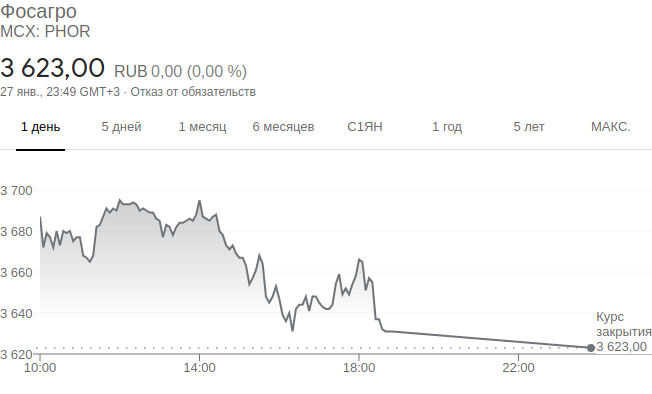 Фосагро
MCX: PHOR
3 623,00 RUB 0,00 (0,00 %)
27 янв., 23:49 GMT+3 · Отказ от обязательств
1 день 5 дней 1 месяц 6 месяцев С1ЯН 1 год 5 лет МАКС.
3 700
3 680
3 660
3 640
Курс
закрытия
3 623,00
3 620
10:00 14:00 18:00 22:00